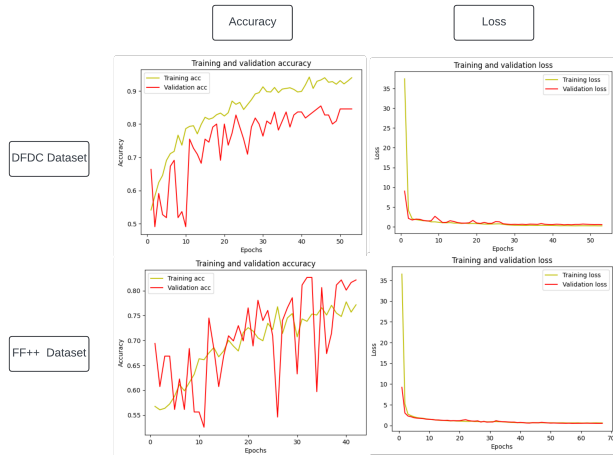 Accuracy
Loss
DFDC Dataset
FF++ Dataset
Training and validation accuracy
Training acc
Validation acc
Accuracy
0.9
0.8
0.7
0.6
0.5
0
10
20
30
40
50
Epochs
Training and validation loss
Training loss
Validation loss
Loss
35
30
25
20
15
10
5
0
0
10
20
30
40
50
Epochs
Training and validation accuracy
Training acc
Validation acc
Accuracy
0.80
0.75
0.70
0.65
0.60
0.55
0
10
20
30
40
Epochs
Training and validation loss
Training loss
Validation loss
Loss
35
30
25
20
15
10
5
0
0
10
20
30
40
50
60
70
Epochs